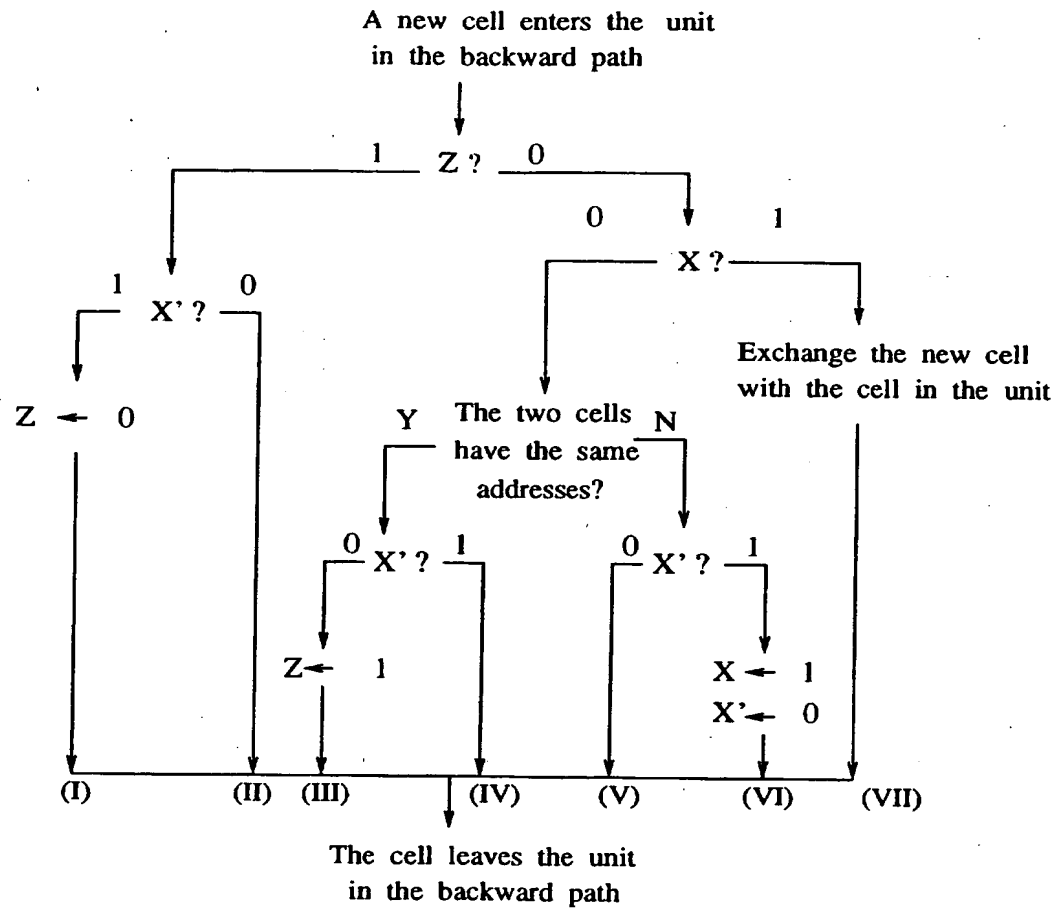 A new cell enters the unit
in the backward path
1 Z ? 0
0 1
X ?
1 X' ? 0
Exchange the new cell
with the cell in the unit
Z ← 0
Y The two cells N
have the same
addresses?
0 X' ? 1
0 X' ? 1
Z ← 1
X ← 1
X' ← 0
(I) (II) (III) (IV) (V) (VI) (VII)
The cell leaves the unit
in the backward path